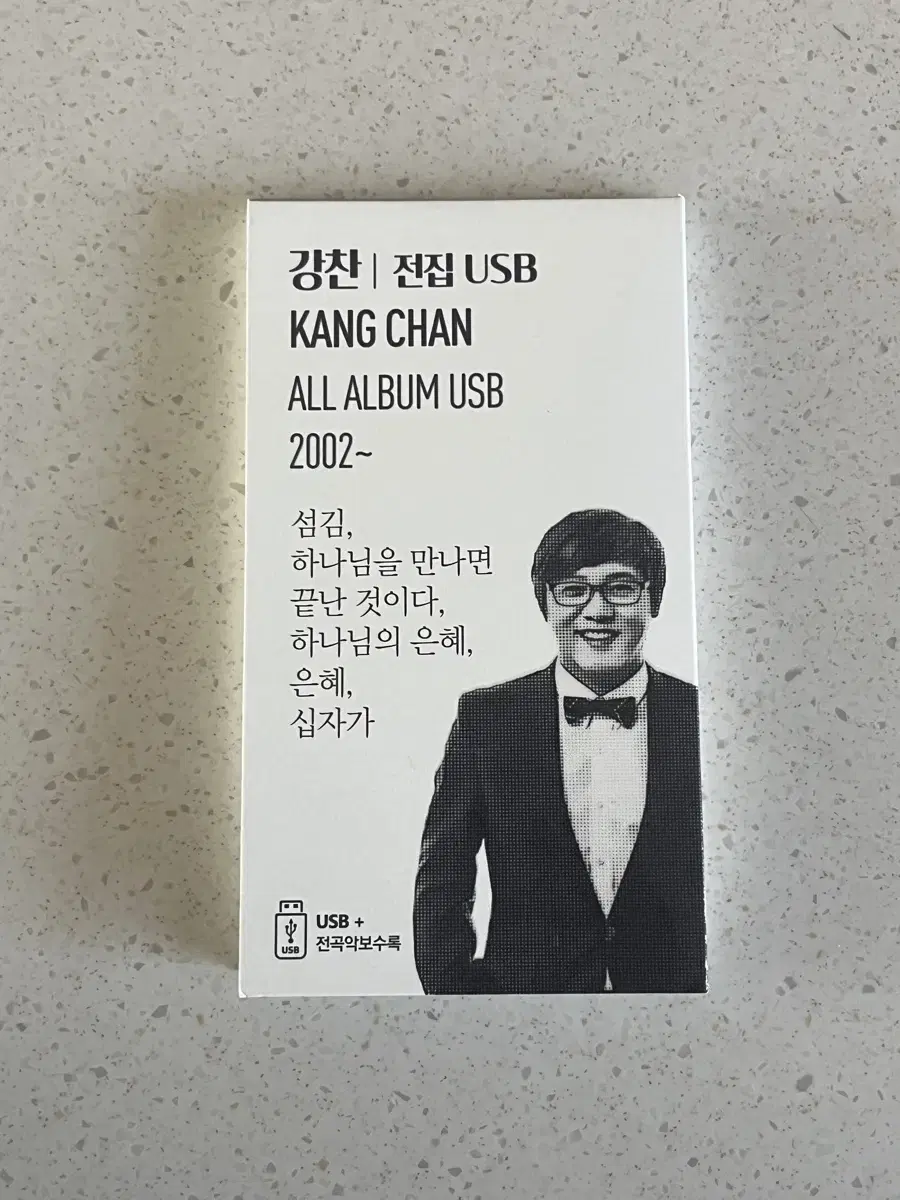 강찬 | 전집 USB
KANG CHAN
ALL ALBUM USB
2002~
섬김,
하나님을 만나면
끝난 것이다,
하나님의 은혜,
은혜,
십자가
USB
USB +
전곡악보수록